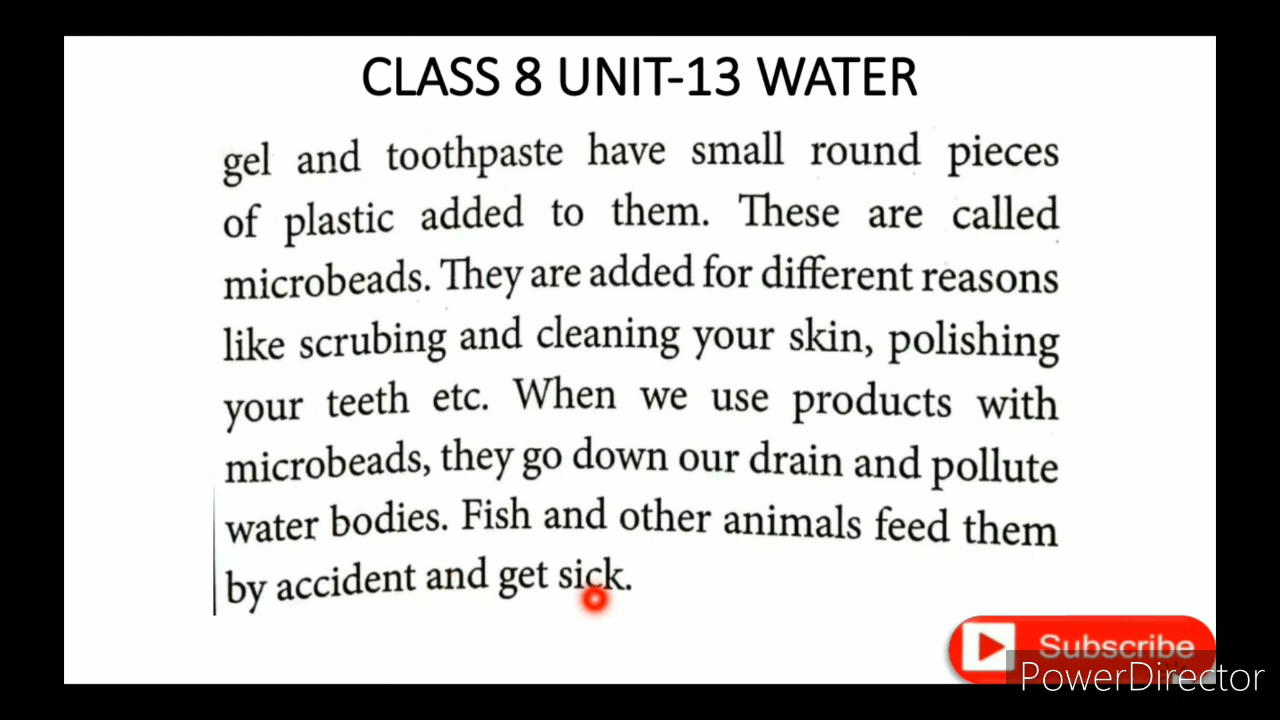 CLASS 8 UNIT-13 WATER
gel and toothpaste have small round pieces
of plastic added to them. These are called
microbeads. They are added for different reasons
like scrubing and cleaning your skin, polishing
your teeth etc. When we use products with
microbeads, they go down our drain and pollute
water bodies. Fish and other animals feed them
by accident and get sick.
Subscribe
PowerDirector